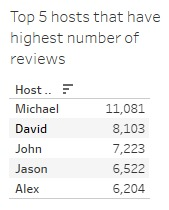 Top 5 hosts that have
highest number of
reviews
Host ..
Michael 11,081
David 8,103
John 7,223
Jason 6,522
Alex 6,204